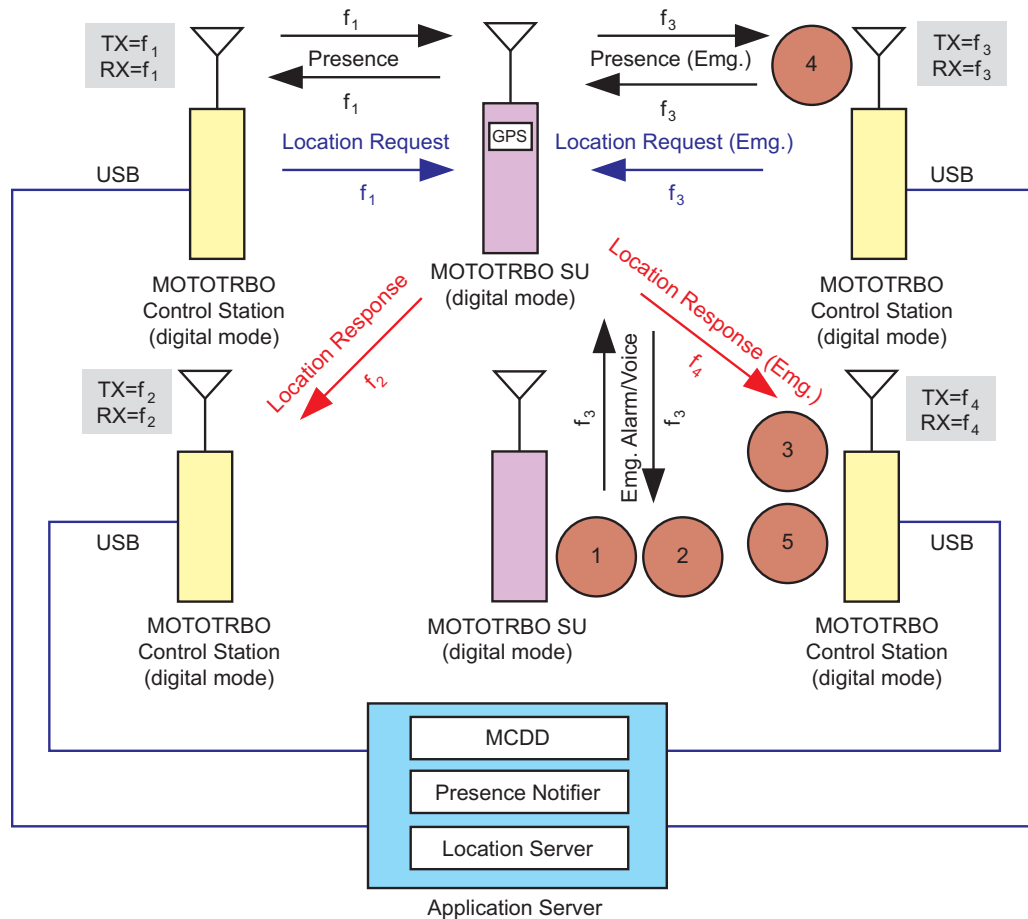 TX=f1
RX=f1
f1
Presence
f1
f3
Presence (Emg.)
f3
4
TX=f3
RX=f3
GPS
Location Request
f1
Location Request (Emg.)
f3
USB
USB
MOTOTRBO
Control Station
(digital mode)
MOTOTRBO SU
(digital mode)
MOTOTRBO
Control Station
(digital mode)
Location Response
f2
Location Response (Emg.)
f4
TX=f2
RX=f2
f3
Emg. Alarm/Voice
f3
TX=f4
RX=f4
3
USB
1
2
5
USB
MOTOTRBO
Control Station
(digital mode)
MOTOTRBO SU
(digital mode)
MOTOTRBO
Control Station
(digital mode)
MCDD
Presence Notifier
Location Server
Application Server